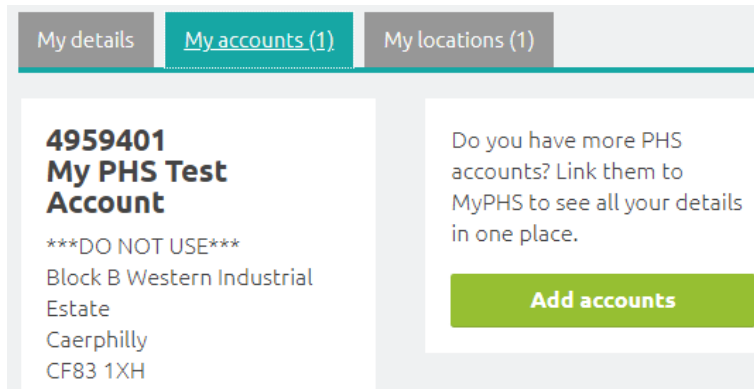 My details
My accounts (1)
My locations (1)
4959401
My PHS Test
Account
***DO NOT USE***
Block B Western Industrial
Estate
Caerphilly
CF83 1XH
Do you have more PHS
accounts? Link them to
MyPHS to see all your details
in one place.
Add accounts